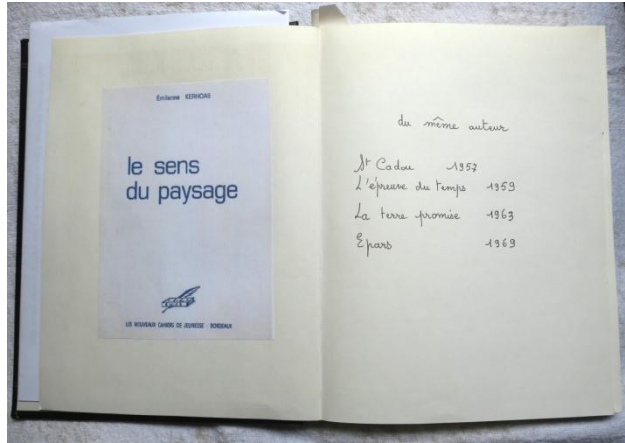 Emilienne KERHOAS
le sens
du paysage
LES NOUVEAUX CAHIERS DE JEUNESSE - BORDEAUX
du même auteur
St Cadou 1957
L'épreuve du temps 1959
La terre promise 1963
Epars 1969